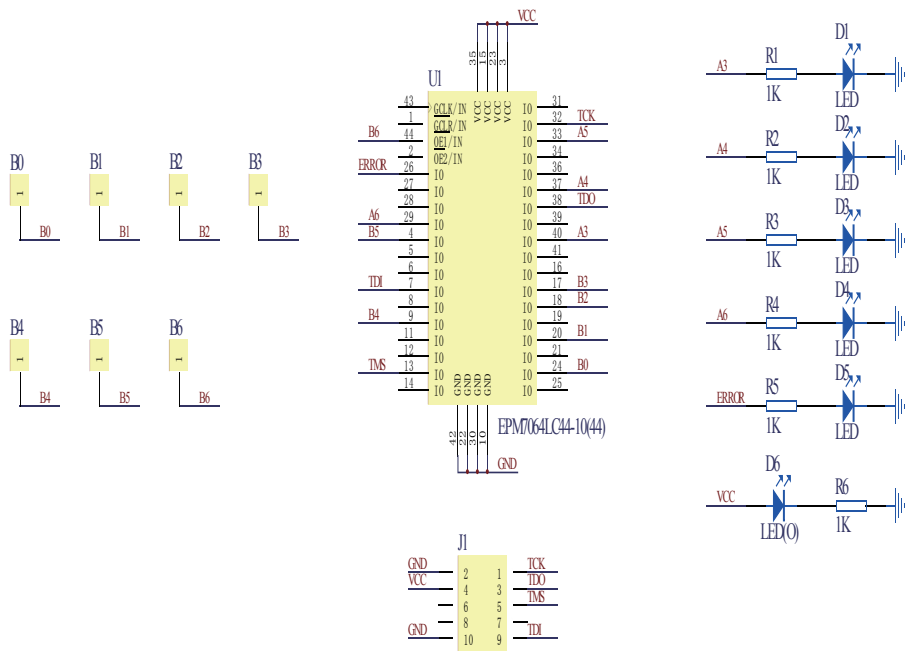 VCC
35 15 23 3
U1
VCC VCC VCC VCC
43 GCLK/IN IO 31
1 GCLR/IN IO 32 TCK
B6 44 OE1/IN IO 33 A5
2 OE2/IN IO 34
ERROR 26 IO IO 36
27 IO IO 37 A4
28 IO IO 38 TDO
A6 29 IO IO 39
B5 4 IO IO 40 A3
5 IO IO 41
6 IO IO 16
TDI 7 IO IO 17 B3
8 IO IO 18 B2
B4 9 IO IO 19
11 IO IO 20 B1
12 IO IO 21
TMS 13 IO IO 24 B0
14 IO IO 25
GND GND GND GND
42 22 30 10
EPM7064LC44-10(44)
GND
B0 B1 B2 B3
1 1 1 1
B0 B1 B2 B3
B4 B5 B6
1 1 1
B4 B5 B6
D1
A3 R1
1K LED
D2
A4 R2
1K LED
D3
A5 R3
1K LED
D4
A6 R4
1K LED
D5
ERROR R5
1K LED
D6
VCC R6
LED(O) 1K
J1
GND 2 1 TCK
VCC 4 3 TDO
6 5 TMS
8 7
GND 10 9 TDI